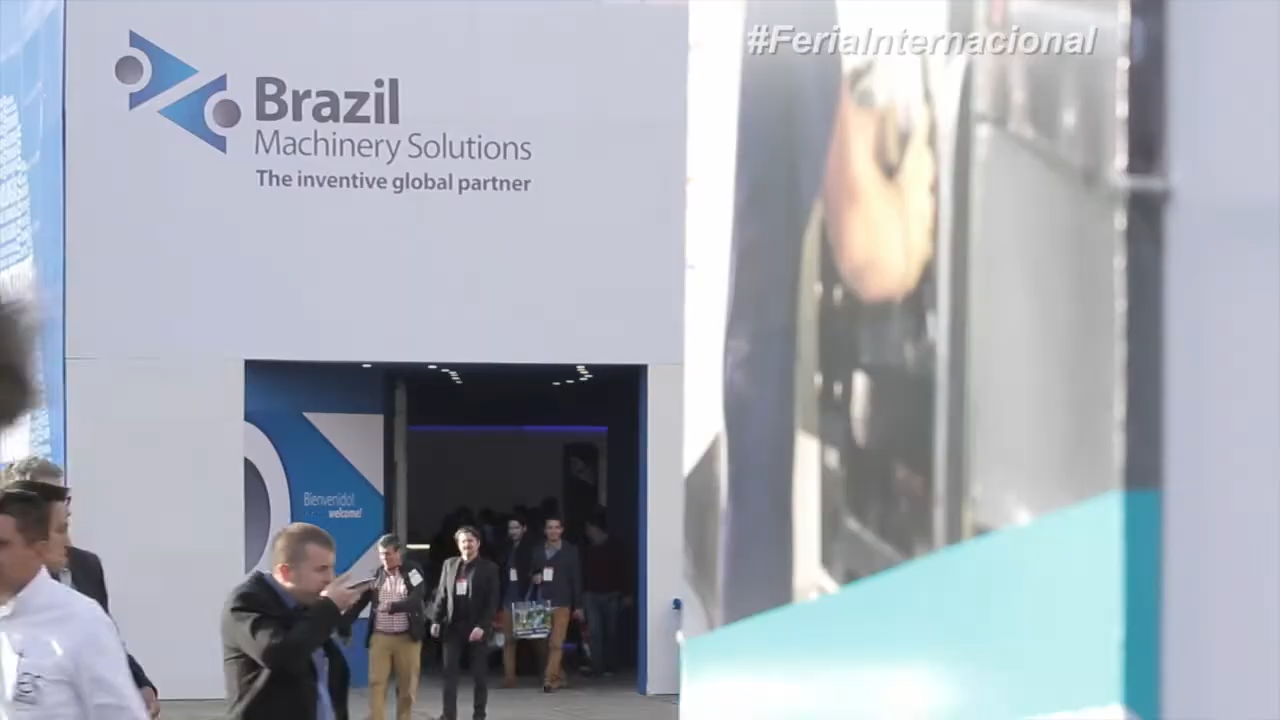 #FeriaInternacional
Brazil
Machinery Solutions
The inventive global partner
Bienvenido!
welcome!